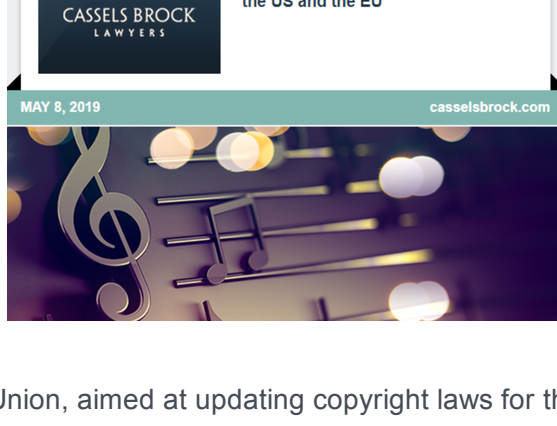 the US and the EU
CASSELS BROCK
LAWYERS
MAY 8, 2019 casselsbrock.com
Union, aimed at updating copyright laws for th